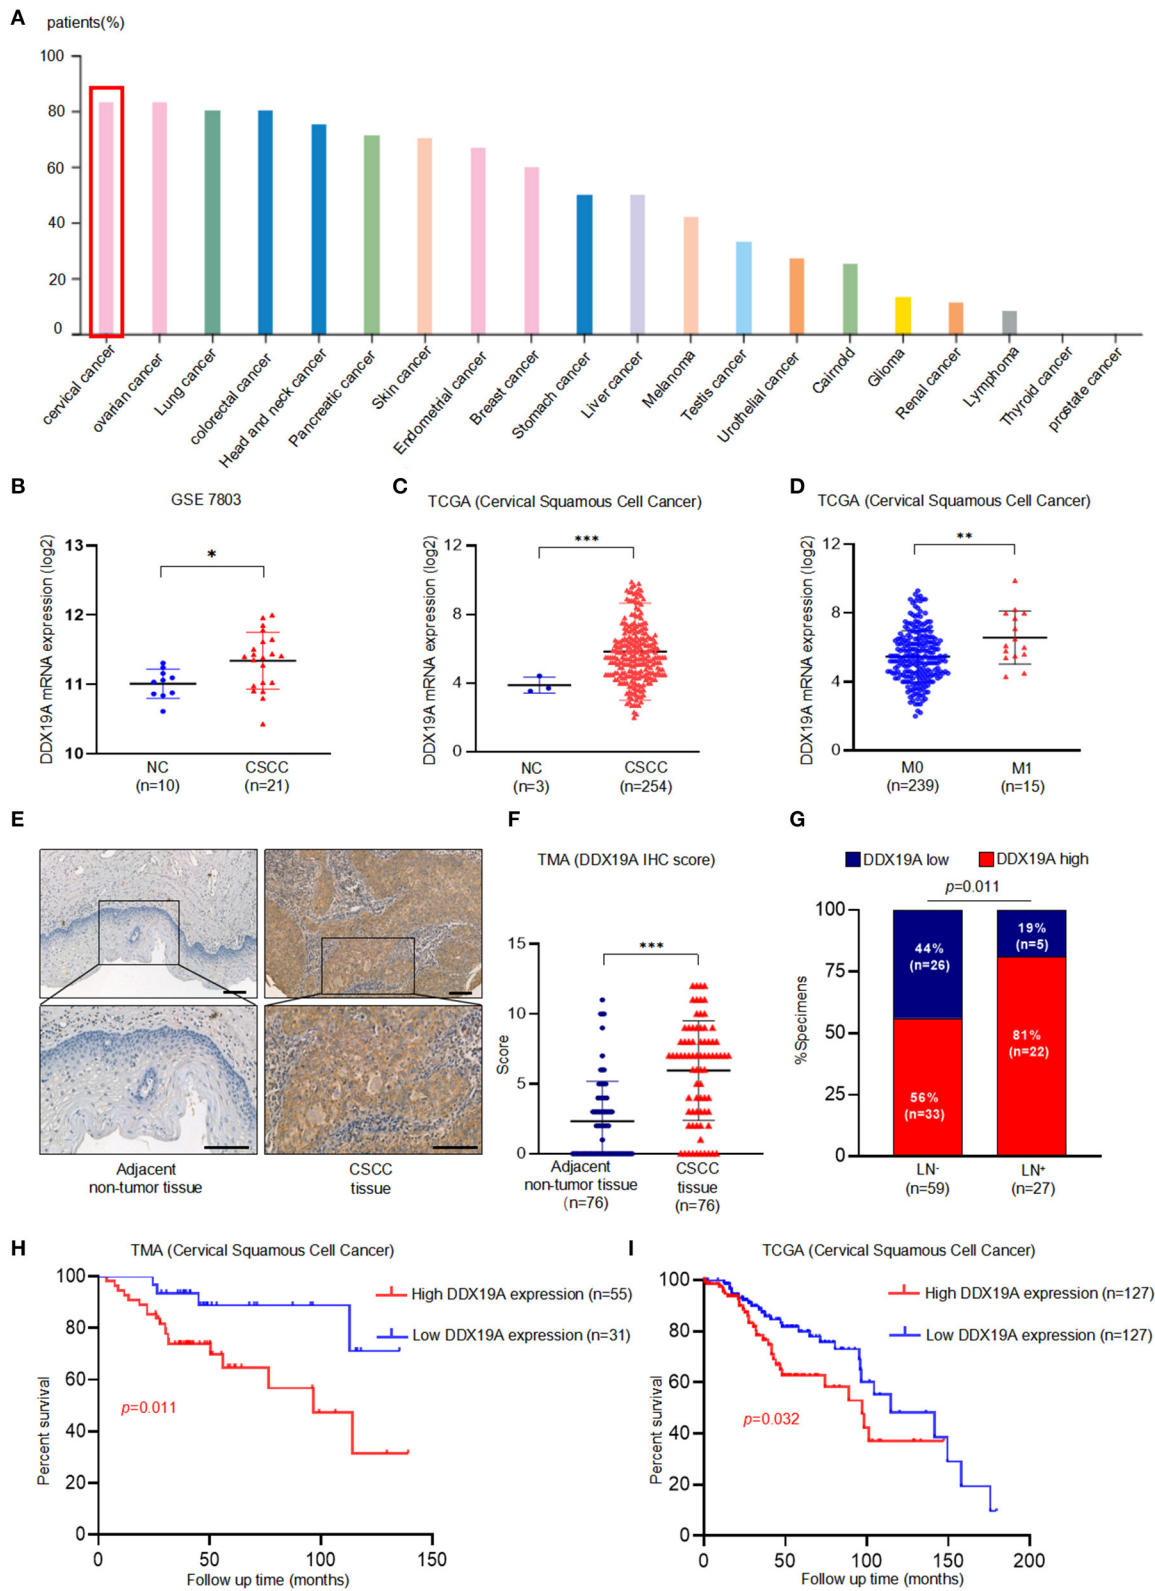 A
patients(%)
100
80
60
40
20
0
cervical cancer
ovarian cancer
Lung cancer
colorectal cancer
Head and neck cancer
Pancreatic cancer
Skin cancer
Endometrial cancer
Breast cancer
Stomach cancer
Liver cancer
Melanoma
Testis cancer
Urothelial cancer
Cairnold
Glioma
Renal cancer
Lymphoma
Thyroid cancer
prostate cancer
B
GSE 7803
DDX19A mRNA expression (log2)
13
12
11
10
*
NC
(n=10)
CSCC
(n=21)
C
TCGA (Cervical Squamous Cell Cancer)
DDX19A mRNA expression (log2)
12
8
4
0
***
NC
(n=3)
CSCC
(n=254)
D
TCGA (Cervical Squamous Cell Cancer)
DDX19A mRNA expression (log2)
12
8
4
0
**
M0
(n=239)
M1
(n=15)
E
Adjacent
non-tumor tissue
CSCC
tissue
F
TMA (DDX19A IHC score)
Score
15
10
5
0
***
Adjacent
non-tumor tissue
(n=76)
CSCC
tissue
(n=76)
G
DDX19A low
DDX19A high
p=0.011
%Specimens
100
75
50
25
0
44%
(n=26)
56%
(n=33)
19%
(n=5)
81%
(n=22)
LN-
(n=59)
LN+
(n=27)
H
TMA (Cervical Squamous Cell Cancer)
High DDX19A expression (n=55)
Low DDX19A expression (n=31)
p=0.011
Percent survival
100
80
60
40
20
0
0
50
100
150
Follow up time (months)
I
TCGA (Cervical Squamous Cell Cancer)
High DDX19A expression (n=127)
Low DDX19A expression (n=127)
p=0.032
Percent survival
100
80
60
40
20
0
0
50
100
150
200
Follow up time (months)